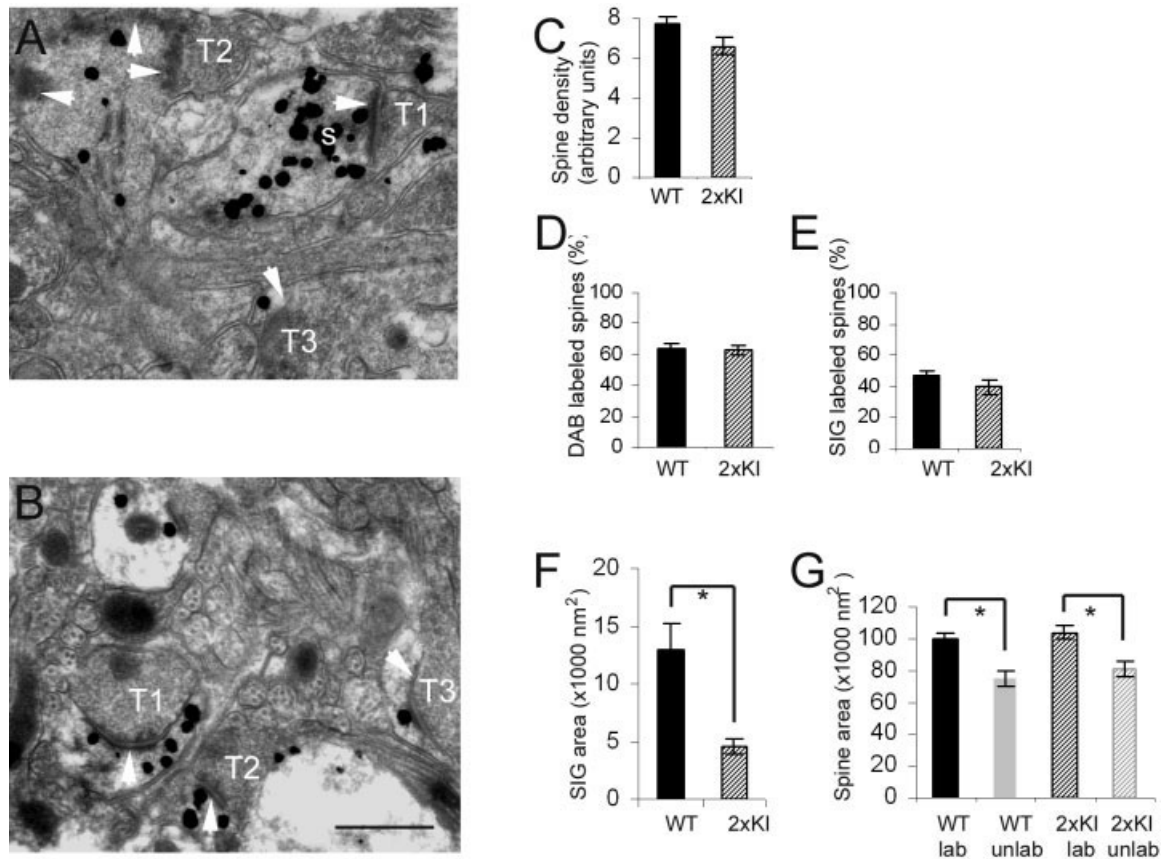 A
T2
T1
s
T3
B
T1
T3
T2
C
Spine density
(arbitrary units)
8
6
4
2
0
WT 2xKI
D
DAB labeled spines (%)
100
80
60
40
20
0
WT 2xKI
E
SIG labeled spines (%)
100
80
60
40
20
0
WT 2xKI
F
SIG area (x1000 nm²)
20
15
10
5
0
*
WT 2xKI
G
Spine area (x1000 nm²)
120
100
80
60
40
20
0
* *
WT WT 2xKI 2xKI
lab unlab lab unlab